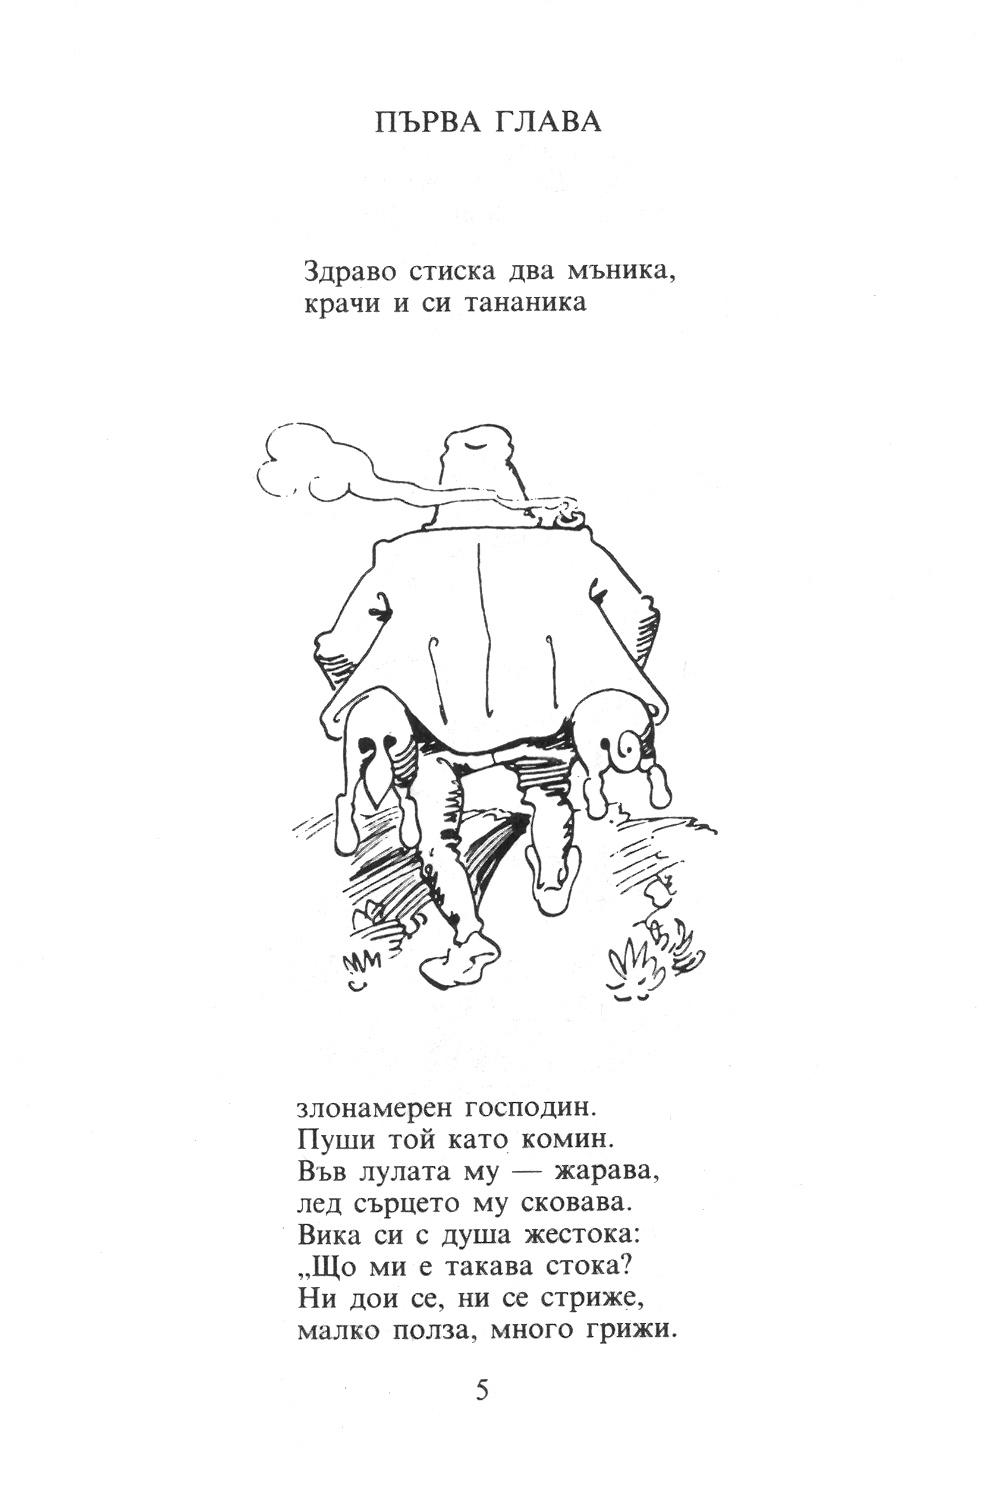 ПЪРВА ГЛАВА
Здраво стиска два мъника,
крачи и си тананика
злонамерен господин.
Пуши той като комин.
Във лулата му — жарава,
лед сърцето му сковава.
Вика си с душа жестока:
„Що ми е такава стока?
Ни дои се, ни се стриже,
малко полза, много грижи.
5